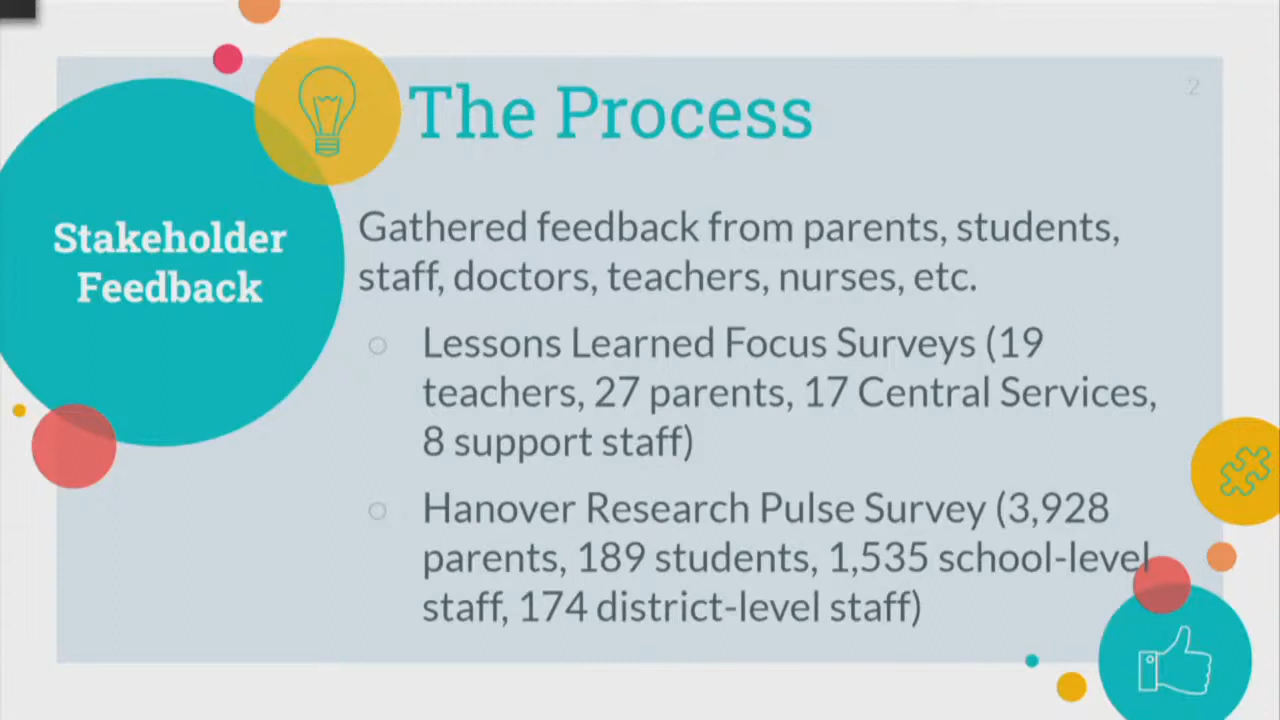 The Process
2
Stakeholder
Feedback
Gathered feedback from parents, students,
staff, doctors, teachers, nurses, etc.
Lessons Learned Focus Surveys (19
teachers, 27 parents, 17 Central Services,
8 support staff)
Hanover Research Pulse Survey (3,928
parents, 189 students, 1,535 school-level
staff, 174 district-level staff)